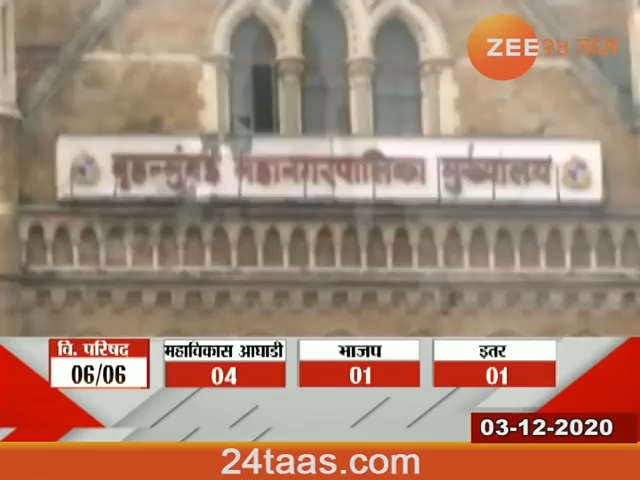 ZEE २४ तास
बृहन्मुंबई महानगरपालिका मुख्यालय
वि. परिषद महाविकास आघाडी भाजप इतर
06/06 04 01 01
03-12-2020
24taas.com